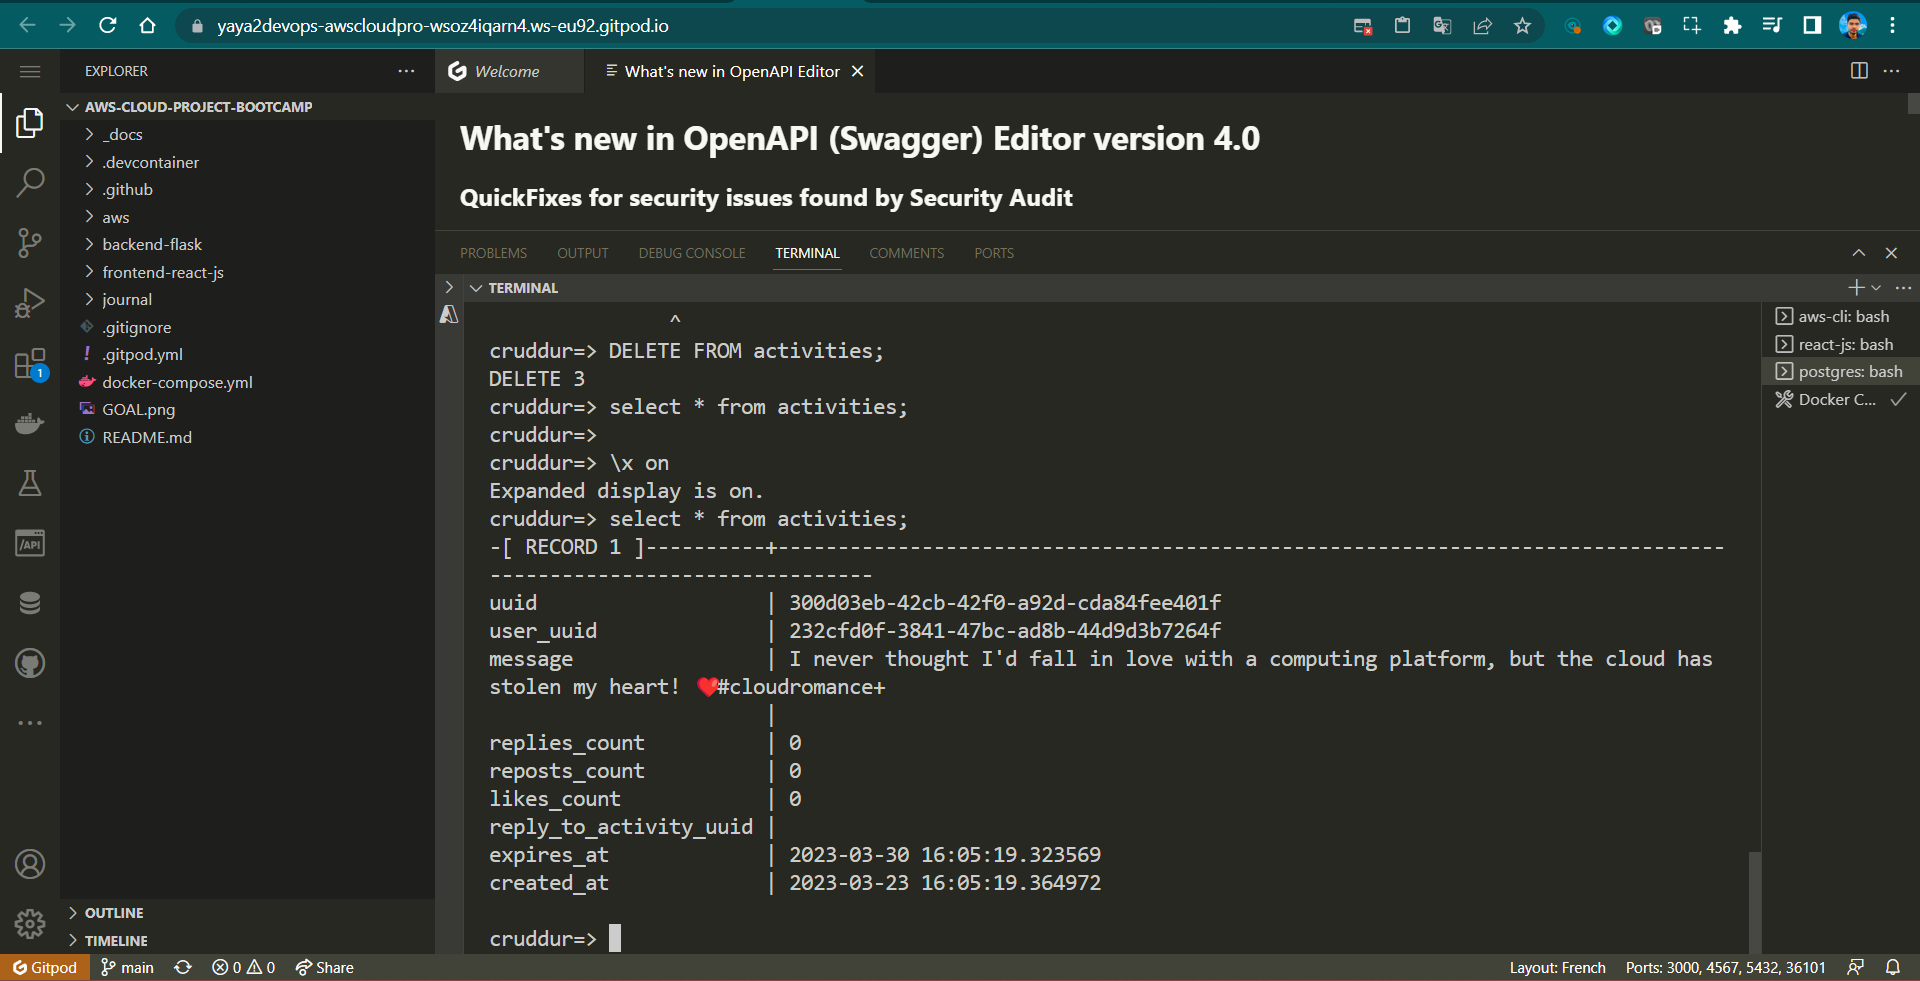 yaya2devops-awscloudpro-wsoz4iqarn4.ws-eu92.gitpod.io
EXPLORER
Welcome
What's new in OpenAPI Editor
AWS-CLOUD-PROJECT-BOOTCAMP
_docs
.devcontainer
.github
aws
backend-flask
frontend-react-js
journal
.gitignore
.gitpod.yml
docker-compose.yml
GOAL.png
README.md
OUTLINE
TIMELINE
1
/API
What's new in OpenAPI (Swagger) Editor version 4.0
QuickFixes for security issues found by Security Audit
PROBLEMS OUTPUT DEBUG CONSOLE TERMINAL COMMENTS PORTS
TERMINAL
^
cruddur=> DELETE FROM activities;
DELETE 3
cruddur=> select * from activities;
cruddur=>
cruddur=> \x on
Expanded display is on.
cruddur=> select * from activities;
-[ RECORD 1 ]----------+-------------------------------------------------------------------------------
--------------------------------
uuid | 300d03eb-42cb-42f0-a92d-cda84fee401f
user_uuid | 232cfd0f-3841-47bc-ad8b-44d9d3b7264f
message | I never thought I'd fall in love with a computing platform, but the cloud has
stolen my heart! ❤️#cloudromance+
|
replies_count | 0
reposts_count | 0
likes_count | 0
reply_to_activity_uuid |
expires_at | 2023-03-30 16:05:19.323569
created_at | 2023-03-23 16:05:19.364972
cruddur=>
aws-cli: bash
react-js: bash
postgres: bash
Docker C...
Gitpod main 0 0 Share
Layout: French Ports: 3000, 4567, 5432, 36101